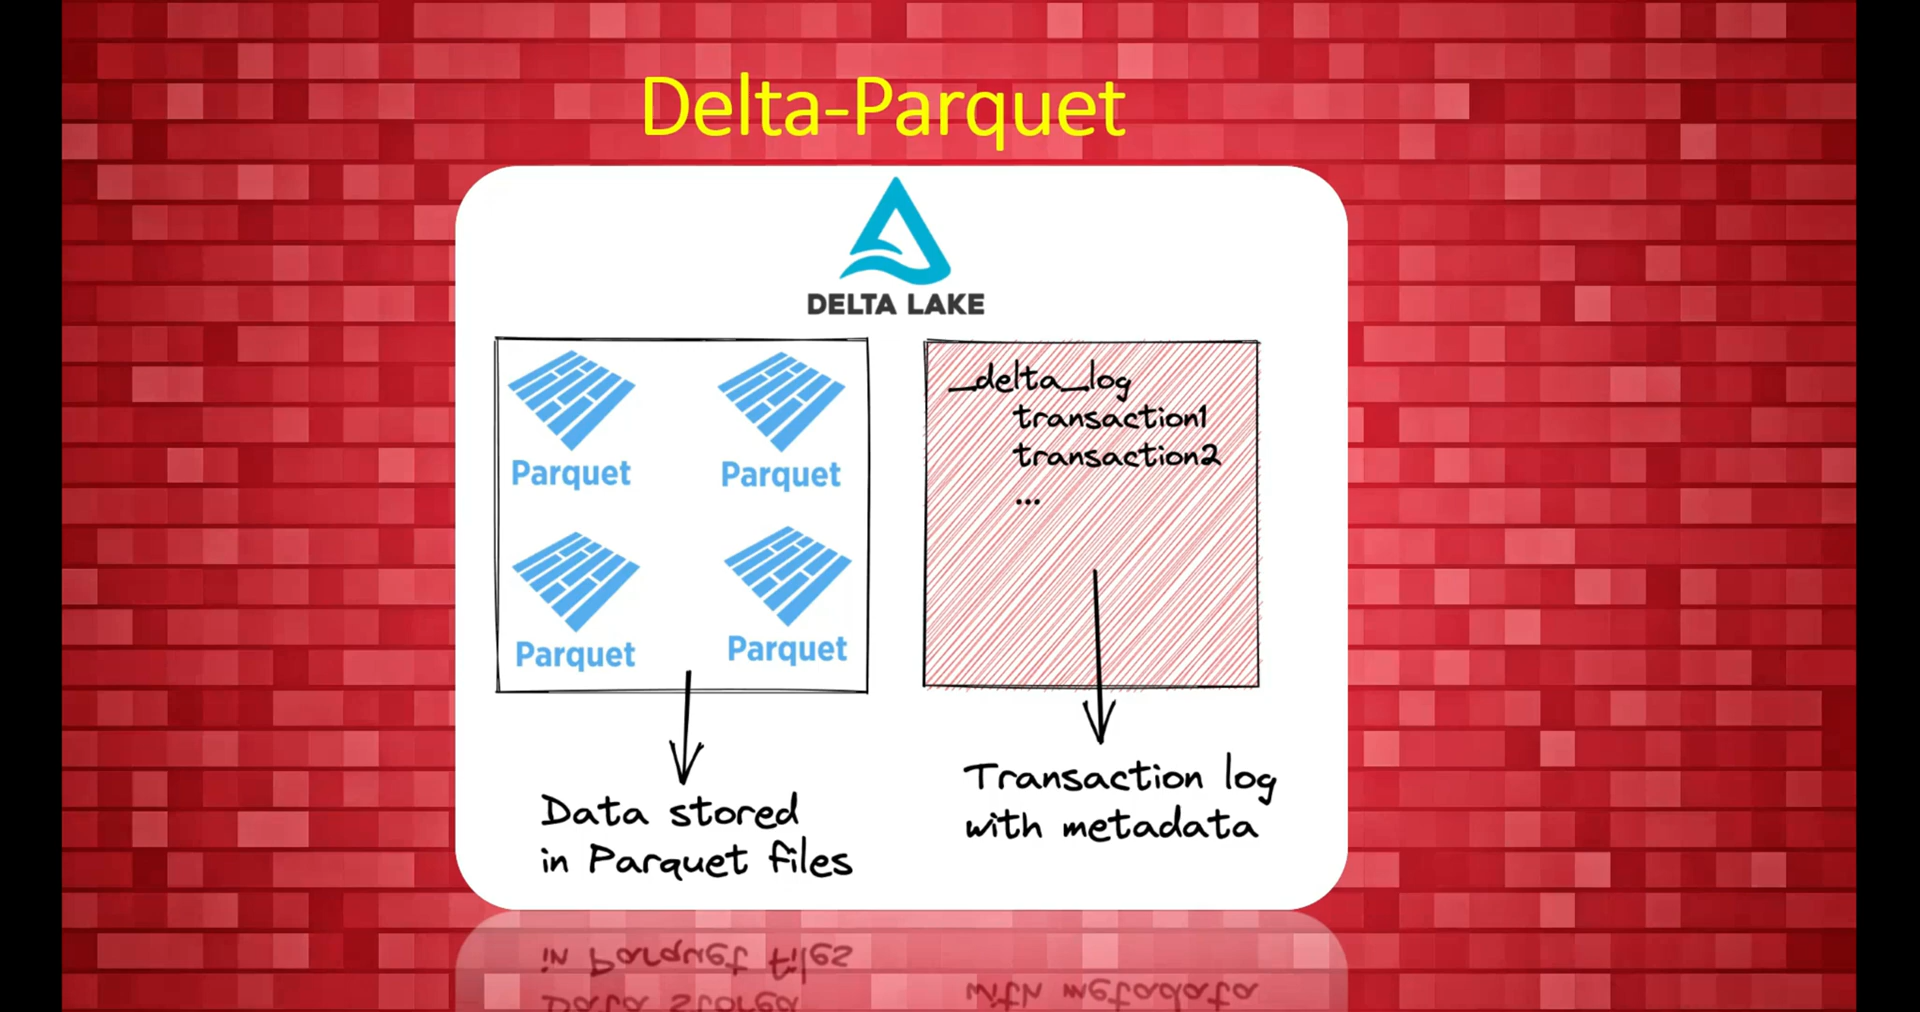 Delta-Parquet
DELTA LAKE
Parquet
Parquet
Parquet
Parquet
_delta_log
transaction1
transaction2
...
Data stored
in Parquet files
Transaction log
with metadata